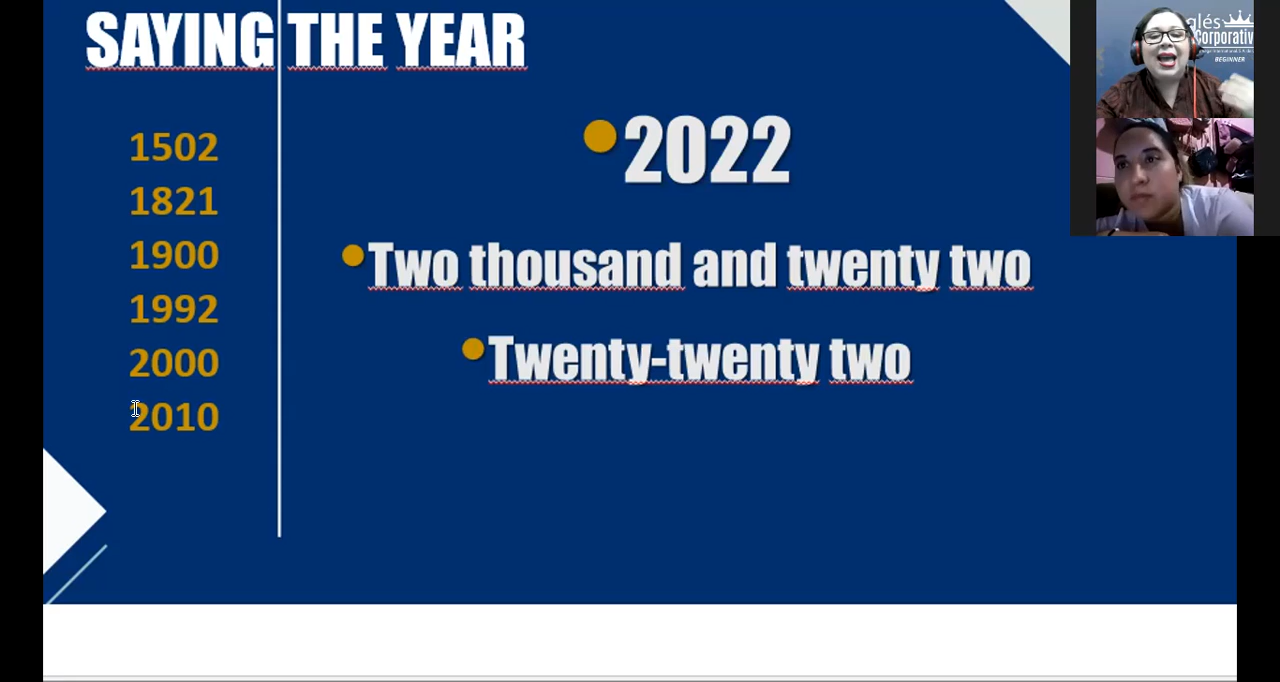 SAYING THE YEAR
1502
1821
1900
1992
2000
2010
2022
Two thousand and twenty two
Twenty-twenty two
BEGINNER